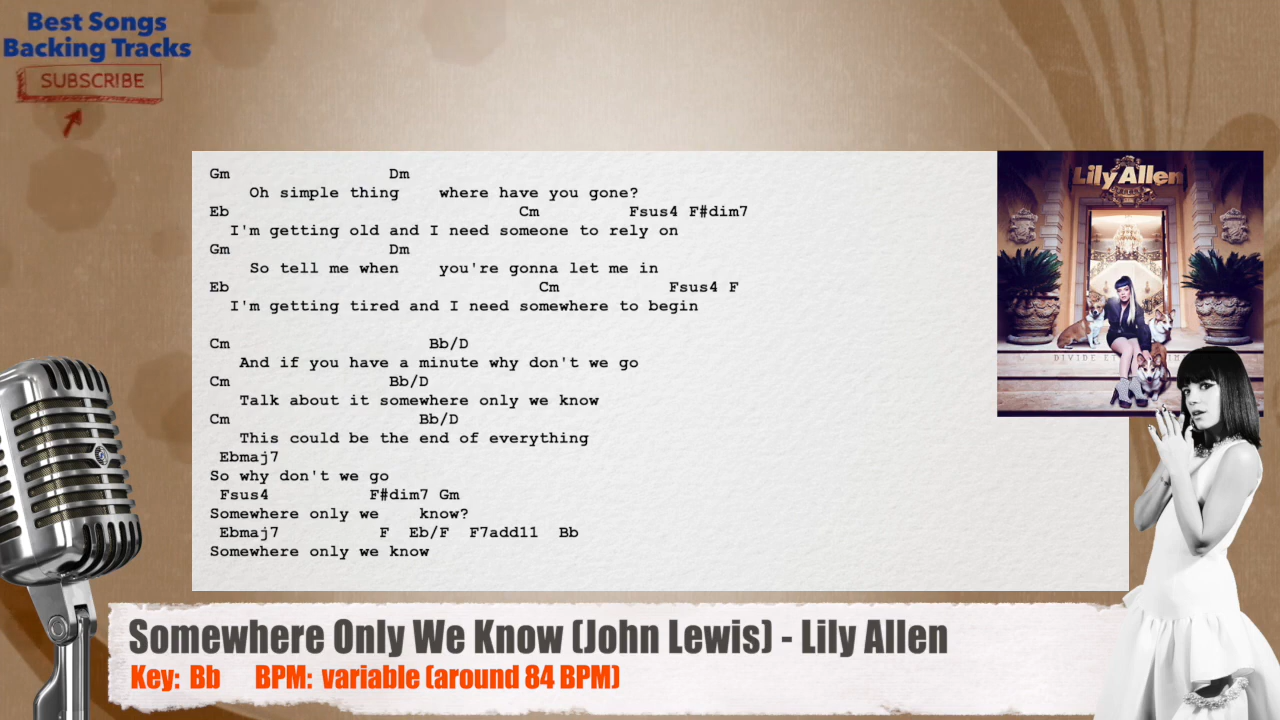 Best Songs
Backing Tracks
SUBSCRIBE
Gm                Dm
    Oh simple thing    where have you gone?
Eb                             Cm         Fsus4 F#dim7
  I'm getting old and I need someone to rely on
Gm                Dm
    So tell me when    you're gonna let me in
Eb                               Cm           Fsus4 F
  I'm getting tired and I need somewhere to begin
Cm                    Bb/D
   And if you have a minute why don't we go
Cm                Bb/D
   Talk about it somewhere only we know
Cm                   Bb/D
   This could be the end of everything
 Ebmaj7
So why don't we go
 Fsus4          F#dim7 Gm
Somewhere only we    know?
 Ebmaj7          F  Eb/F  F7add11  Bb
Somewhere only we know
Lily Allen
DIVIDE ET
Somewhere Only We Know (John Lewis) - Lily Allen
Key: Bb     BPM: variable (around 84 BPM)